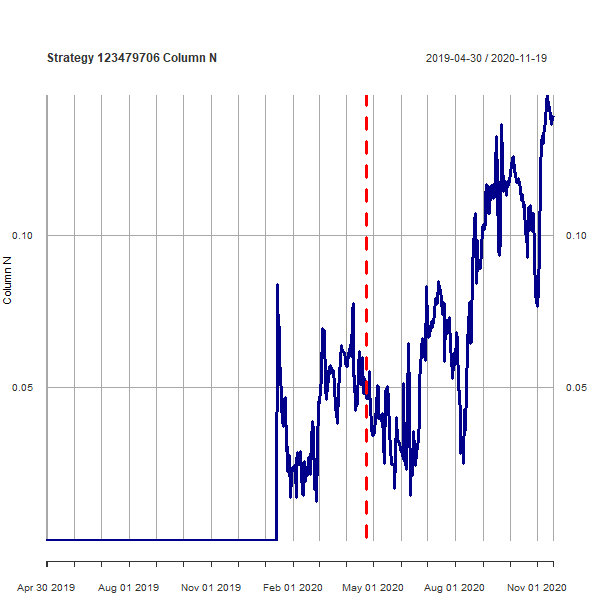 Strategy 123479706 Column N
2019-04-30 / 2020-11-19
0.10
0.10
Column N
0.05
0.05
Apr 30 2019
Aug 01 2019
Nov 01 2019
Feb 01 2020
May 01 2020
Aug 01 2020
Nov 01 2020